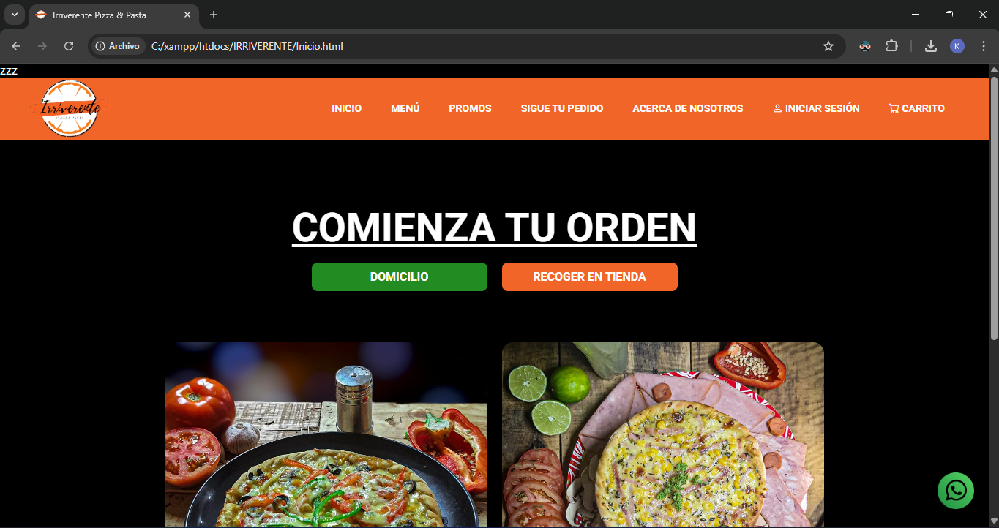 Irriverente Pizza & Pasta
Archivo
C:/xampp/htdocs/IRRIVERENTE/Inicio.html
K
zzz
Irriverente
PIZZA & PASTA
INICIO
MENÚ
PROMOS
SIGUE TU PEDIDO
ACERCA DE NOSOTROS
INICIAR SESIÓN
CARRITO
COMIENZA TU ORDEN
DOMICILIO
RECOGER EN TIENDA